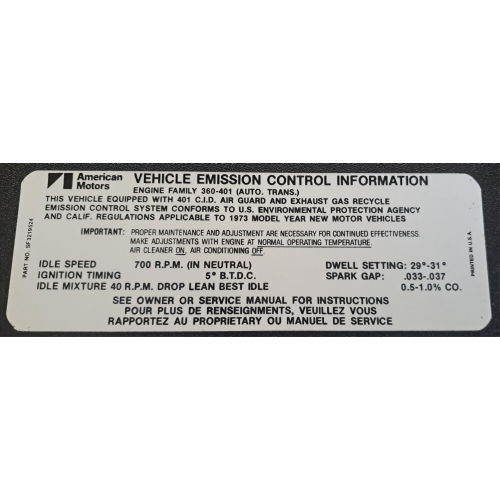 American Motors
VEHICLE EMISSION CONTROL INFORMATION
ENGINE FAMILY 360-401 (AUTO. TRANS.)
THIS VEHICLE EQUIPPED WITH 401 C.I.D. AIR GUARD AND EXHAUST GAS RECYCLE
EMISSION CONTROL SYSTEM CONFORMS TO U.S. ENVIRONMENTAL PROTECTION AGENCY
AND CALIF. REGULATIONS APPLICABLE TO 1973 MODEL YEAR NEW MOTOR VEHICLES
IMPORTANT: PROPER MAINTENANCE AND ADJUSTMENT ARE NECESSARY FOR CONTINUED EFFECTIVENESS.
MAKE ADJUSTMENTS WITH ENGINE AT NORMAL OPERATING TEMPERATURE.
AIR CLEANER ON, AIR CONDITIONING OFF.
IDLE SPEED 700 R.P.M. (IN NEUTRAL) DWELL SETTING: 29°-31°
IGNITION TIMING 5° B.T.D.C. SPARK GAP: .033-.037
IDLE MIXTURE 40 R.P.M. DROP LEAN BEST IDLE 0.5-1.0% CO.
SEE OWNER OR SERVICE MANUAL FOR INSTRUCTIONS
POUR PLUS DE RENSEIGNEMENTS, VEUILLEZ VOUS
RAPPORTEZ AU PROPRIETARY OU MANUEL DE SERVICE
PART NO. SF3219524
PRINTED IN U.S.A.